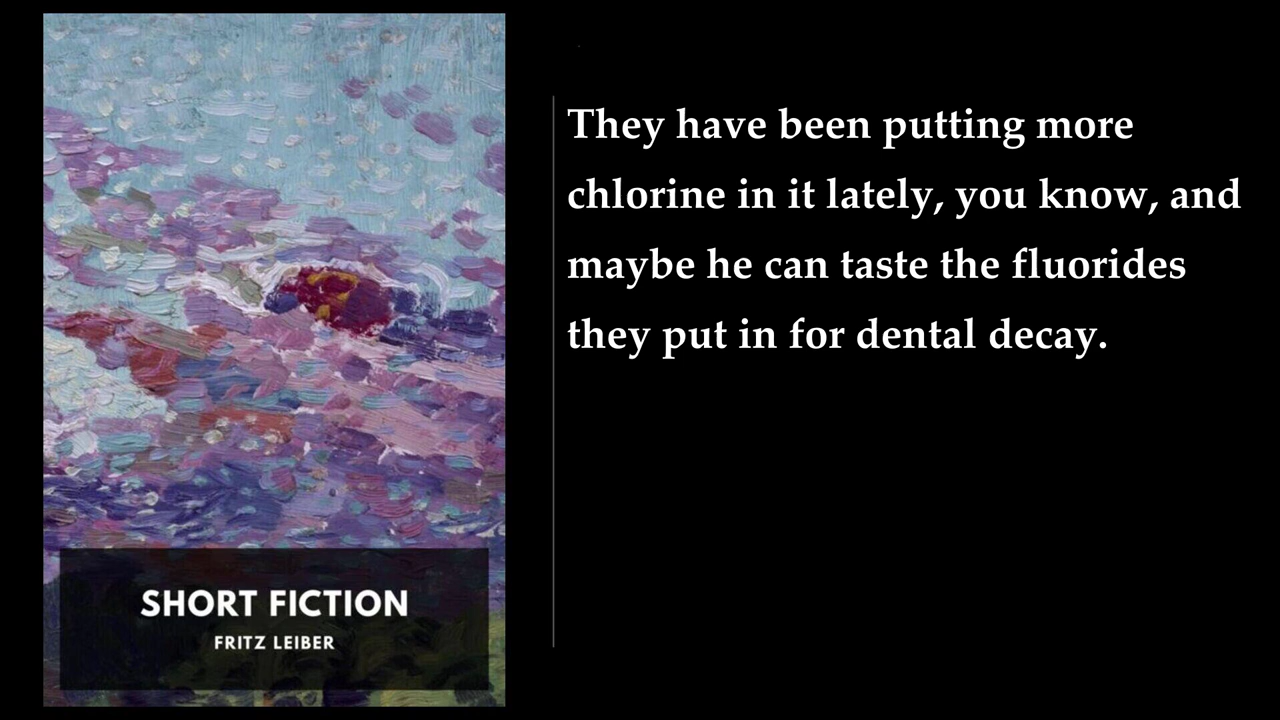 They have been putting more
chlorine in it lately, you know, and
maybe he can taste the fluorides
they put in for dental decay.
SHORT FICTION
FRITZ LEIBER